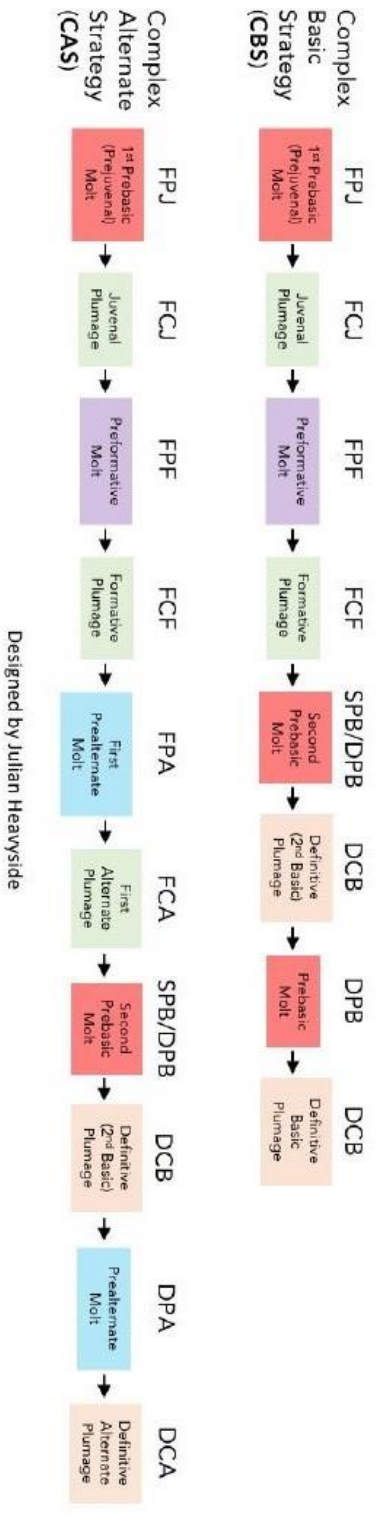 Complex
Basic
Strategy
(CBS)
FPJ
FCJ
FPF
FCF
SPB/DPB
DCB
DPB
DCB
1st Prebasic
(Prejuvenal)
Molt
Juvenal
Plumage
Preformative
Molt
Formative
Plumage
Second
Prebasic
Molt
Definitive
(2nd Basic)
Plumage
Prebasic
Molt
Definitive
Basic
Plumage
Complex
Alternate
Strategy
(CAS)
FPJ
FCJ
FPF
FCF
FPA
FCA
SPB/DPB
DCB
DPA
DCA
1st Prebasic
(Prejuvenal)
Molt
Juvenal
Plumage
Preformative
Molt
Formative
Plumage
First
Prealternate
Molt
First
Alternate
Plumage
Second
Prebasic
Molt
Definitive
(2nd Basic)
Plumage
Prealternate
Molt
Definitive
Alternate
Plumage
Designed by Julian Heavyside